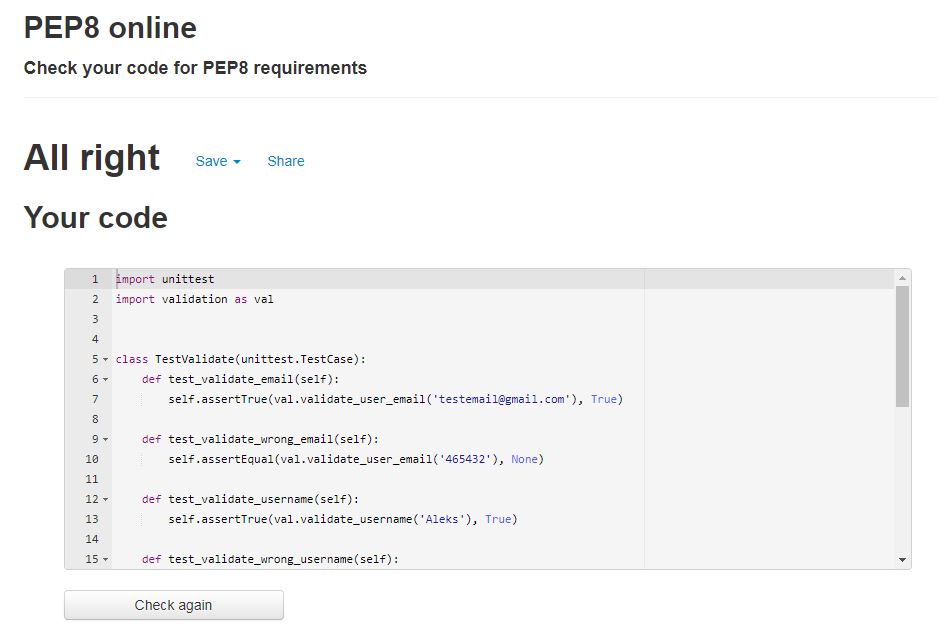 PEP8 online
Check your code for PEP8 requirements
All right Save Share
Your code
1 import unittest
2 import validation as val
3
4
5 class TestValidate(unittest.TestCase):
6 def test_validate_email(self):
7 self.assertTrue(val.validate_user_email('testemail@gmail.com'), True)
8
9 def test_validate_wrong_email(self):
10 self.assertEqual(val.validate_user_email('465432'), None)
11
12 def test_validate_username(self):
13 self.assertTrue(val.validate_username('Aleks'), True)
14
15 def test_validate_wrong_username(self):
Check again